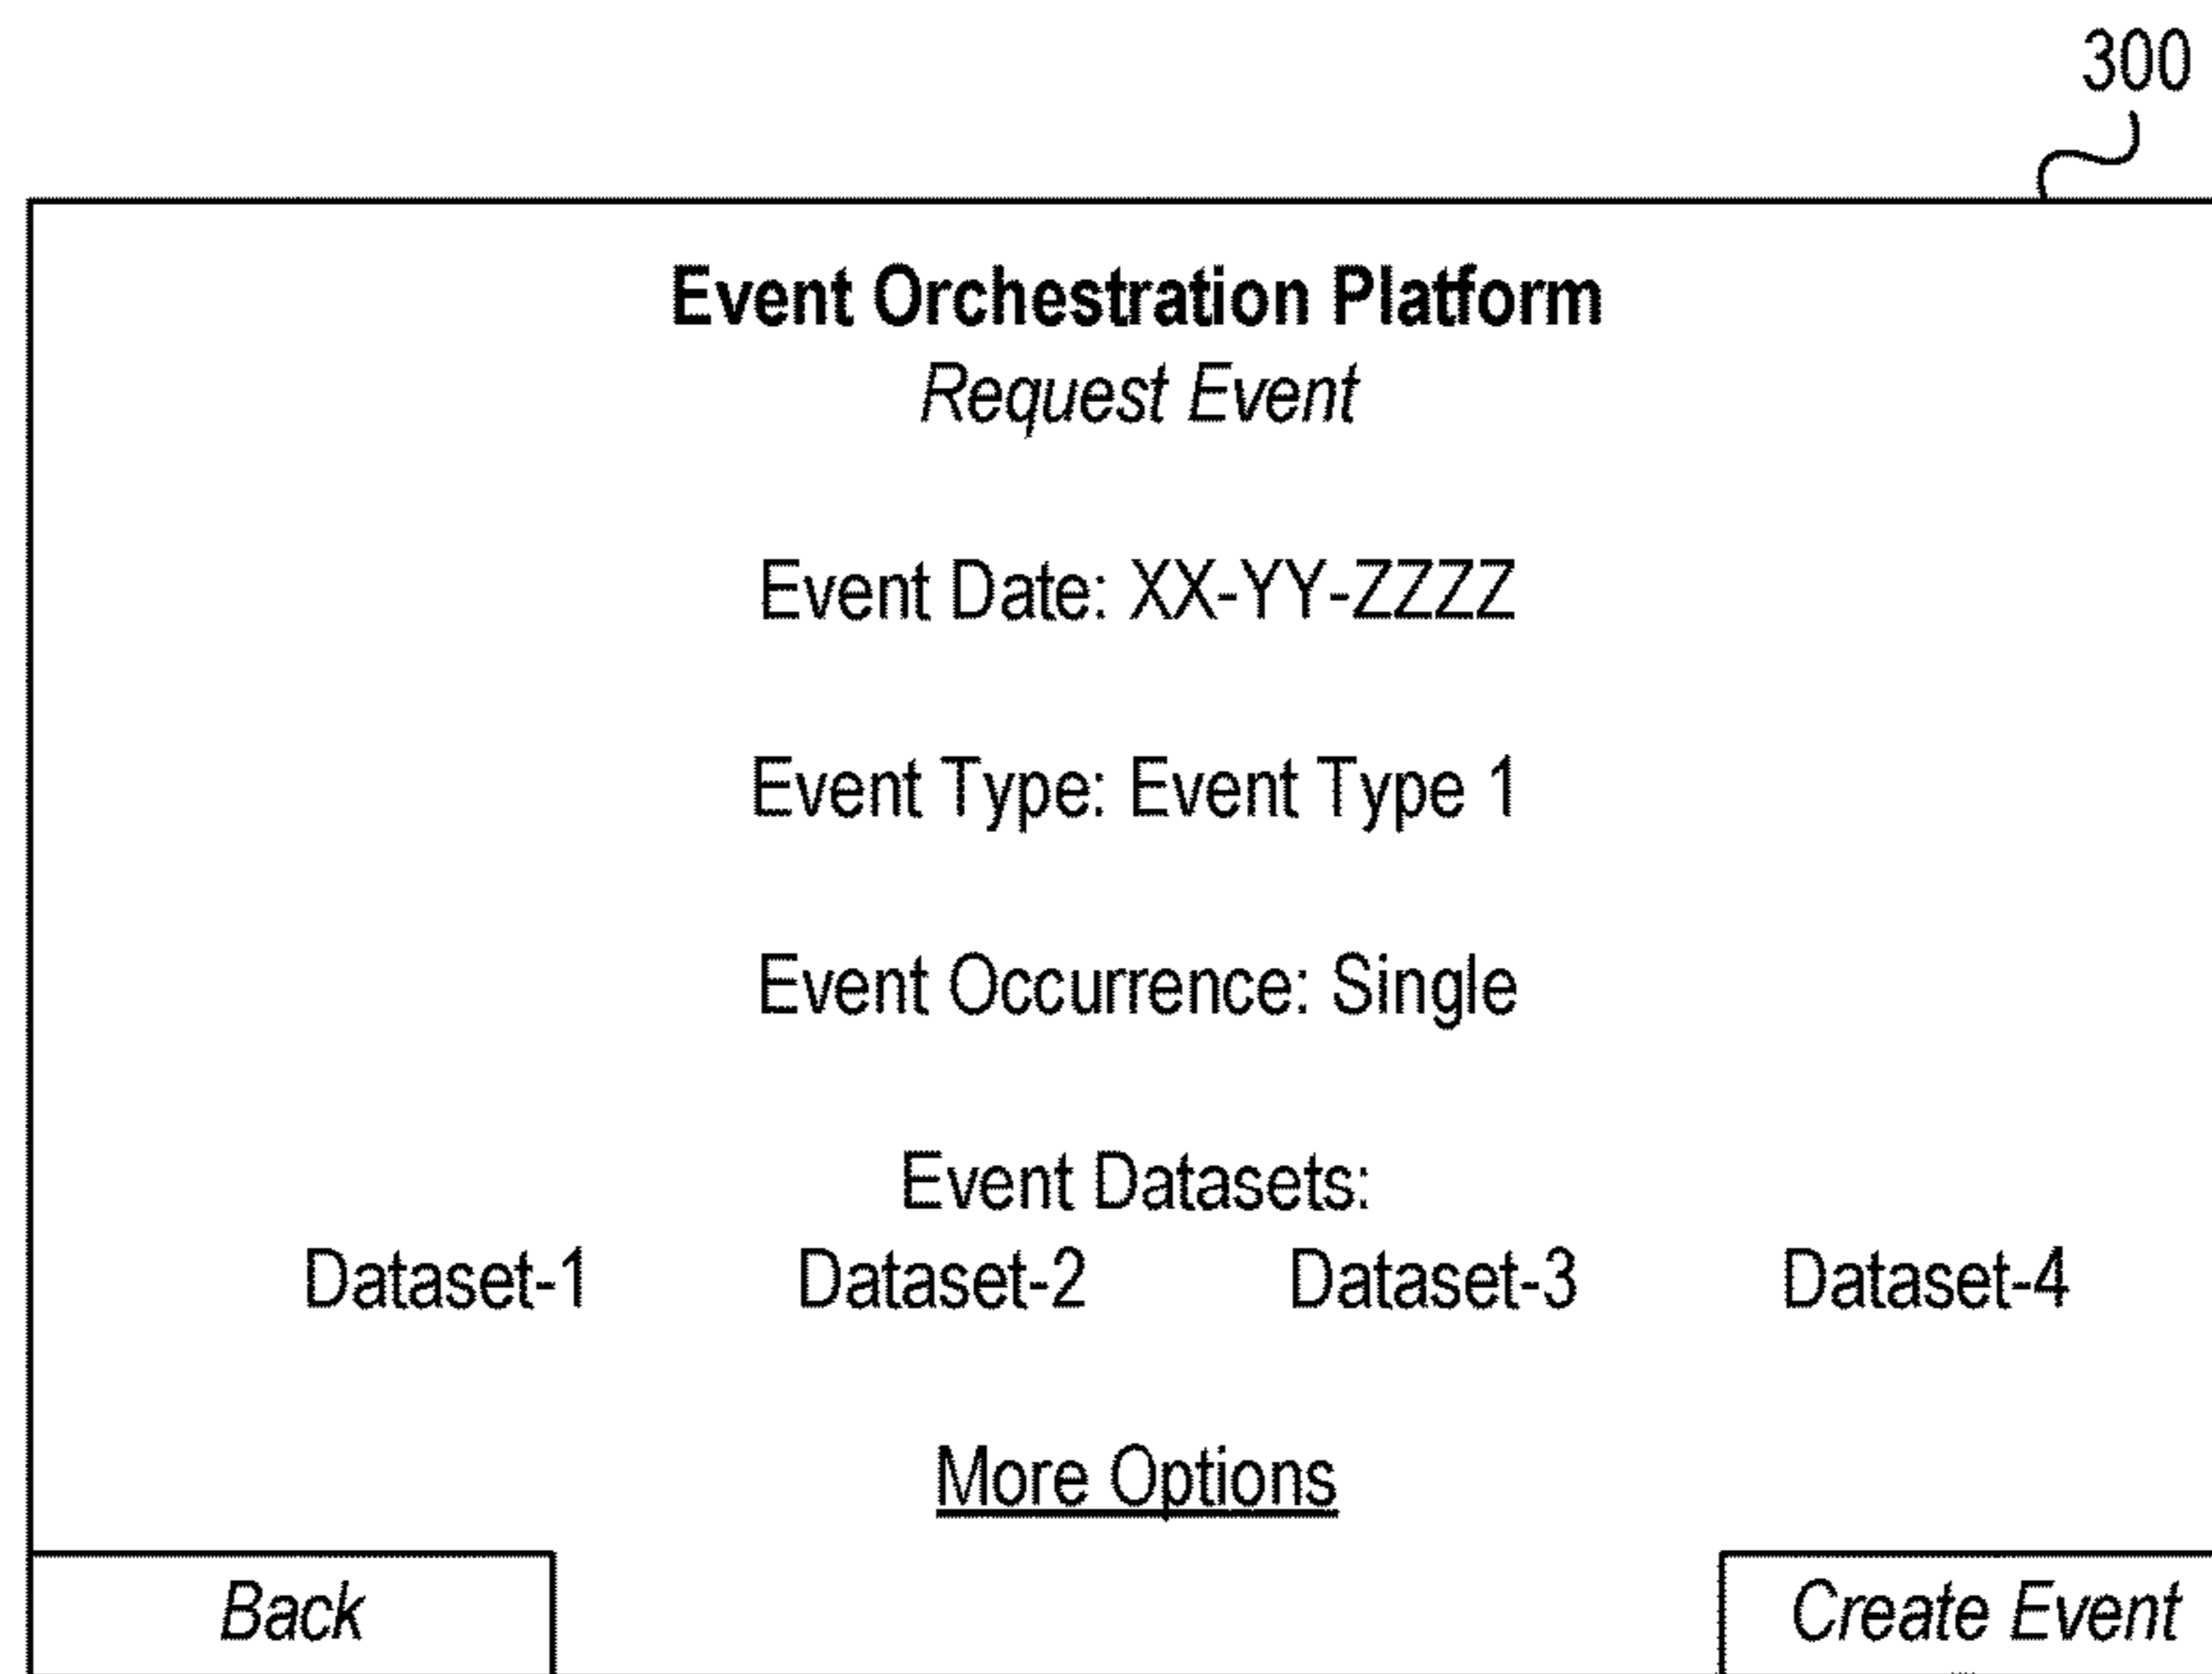 300
Event Orchestration Platform
Request Event
Event Date: XX-YY-ZZZZ
Event Type: Event Type 1
Event Occurrence: Single
Event Datasets:
Dataset-1 Dataset-2 Dataset-3 Dataset-4
More Options
Back Create Event